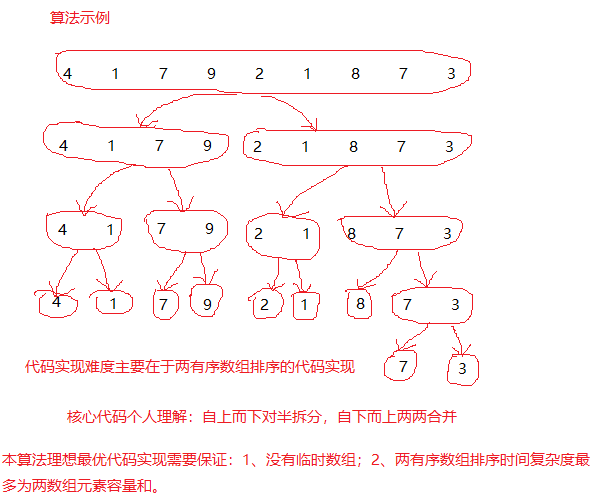 算法示例
4 1 7 9 2 1 8 7 3
4 1 7 9 2 1 8 7 3
4 1 7 9 2 1 8 7 3
4 1 7 9 2 1 8 7 3
7 3
代码实现难度主要在于两有序数组排序的代码实现
核心代码个人理解：自上而下对半拆分，自下而上两两合并
本算法理想最优代码实现需要保证：1、没有临时数组；2、两有序数组排序时间复杂度最
多为两数组元素容量和。